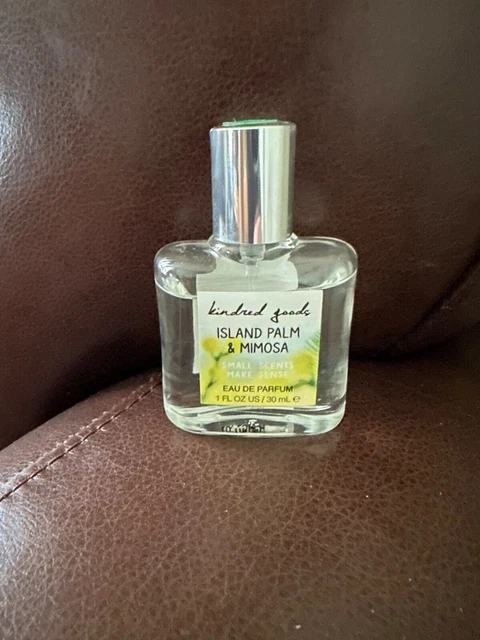 kindred goods
ISLAND PALM
& MIMOSA
SMALL SCENTS
MAKE SENSE
EAU DE PARFUM
1 FL OZ US / 30 mL ℮